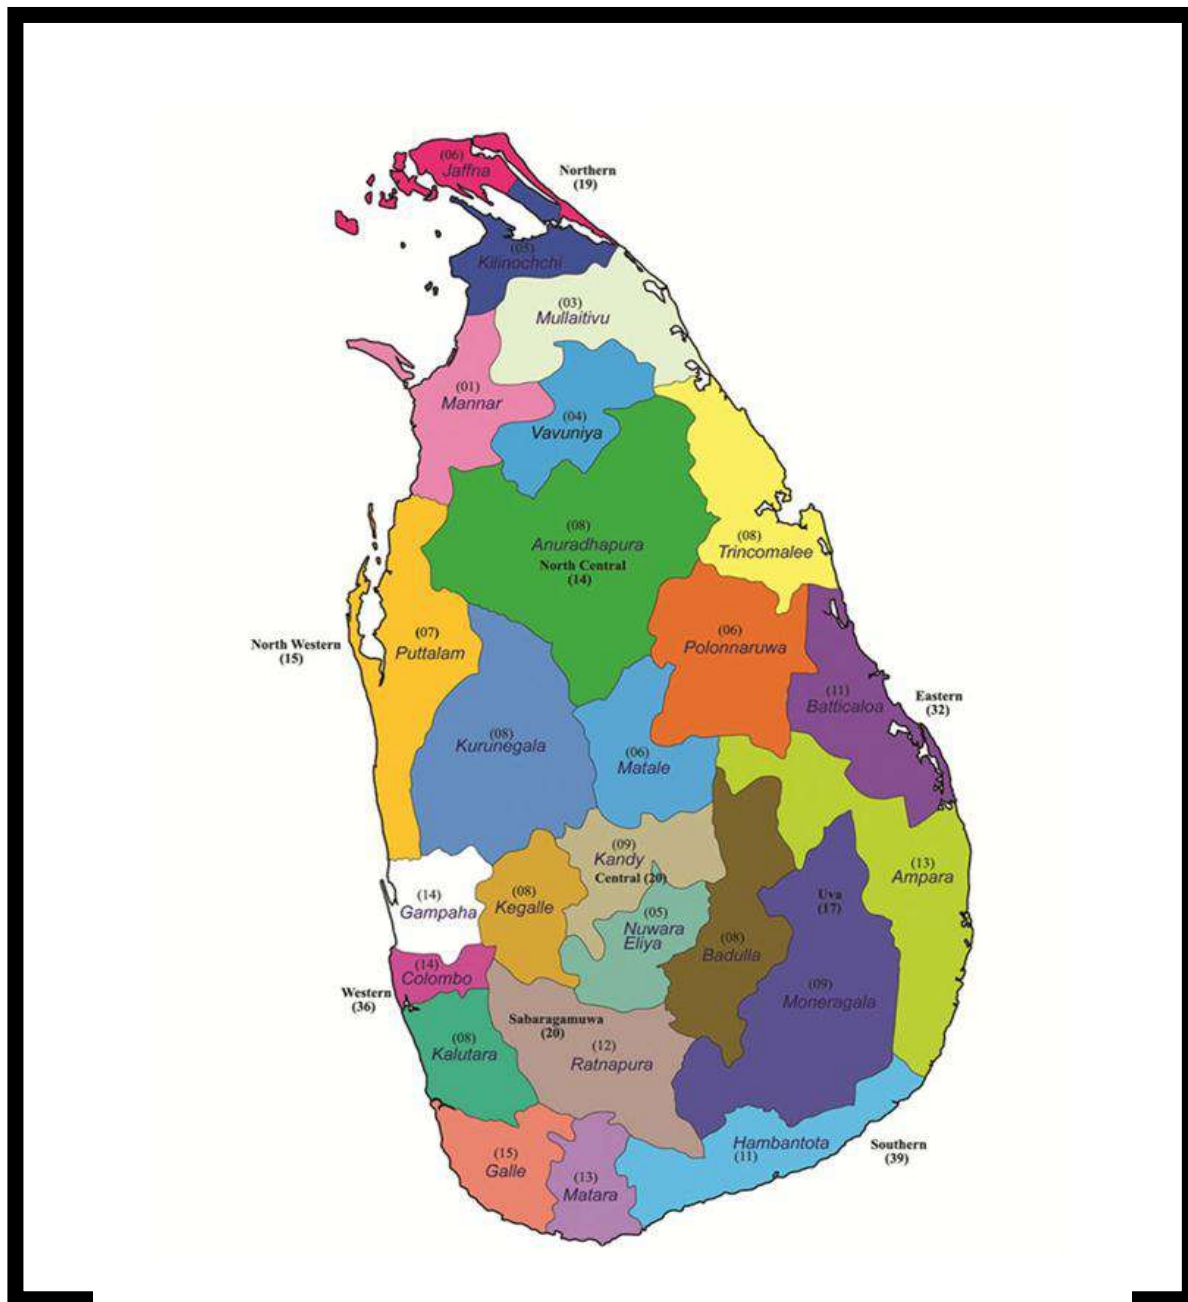 (06)
Jaffna
Northern
(19)
(05)
Kilinochchi
(03)
Mullaitivu
(01)
Mannar
(04)
Vavuniya
(08)
Anuradhapura
North Central
(14)
(08)
Trincomalee
(07)
Puttalam
North Western
(15)
(06)
Polonnaruwa
(11)
Batticaloa
Eastern
(32)
(08)
Kurunegala
(06)
Matale
(09)
Kandy
Central (20)
(14)
Gampaha
(08)
Kegalle
(05)
Nuwara
Eliya
Uva
(17)
(13)
Ampara
(08)
Badulla
(14)
Colombo
Western
(36)
(09)
Moneragala
Sabaragamuwa
(20)
(08)
Kalutara
(12)
Ratnapura
(15)
Galle
(13)
Matara
Hambantota
(11)
Southern
(39)